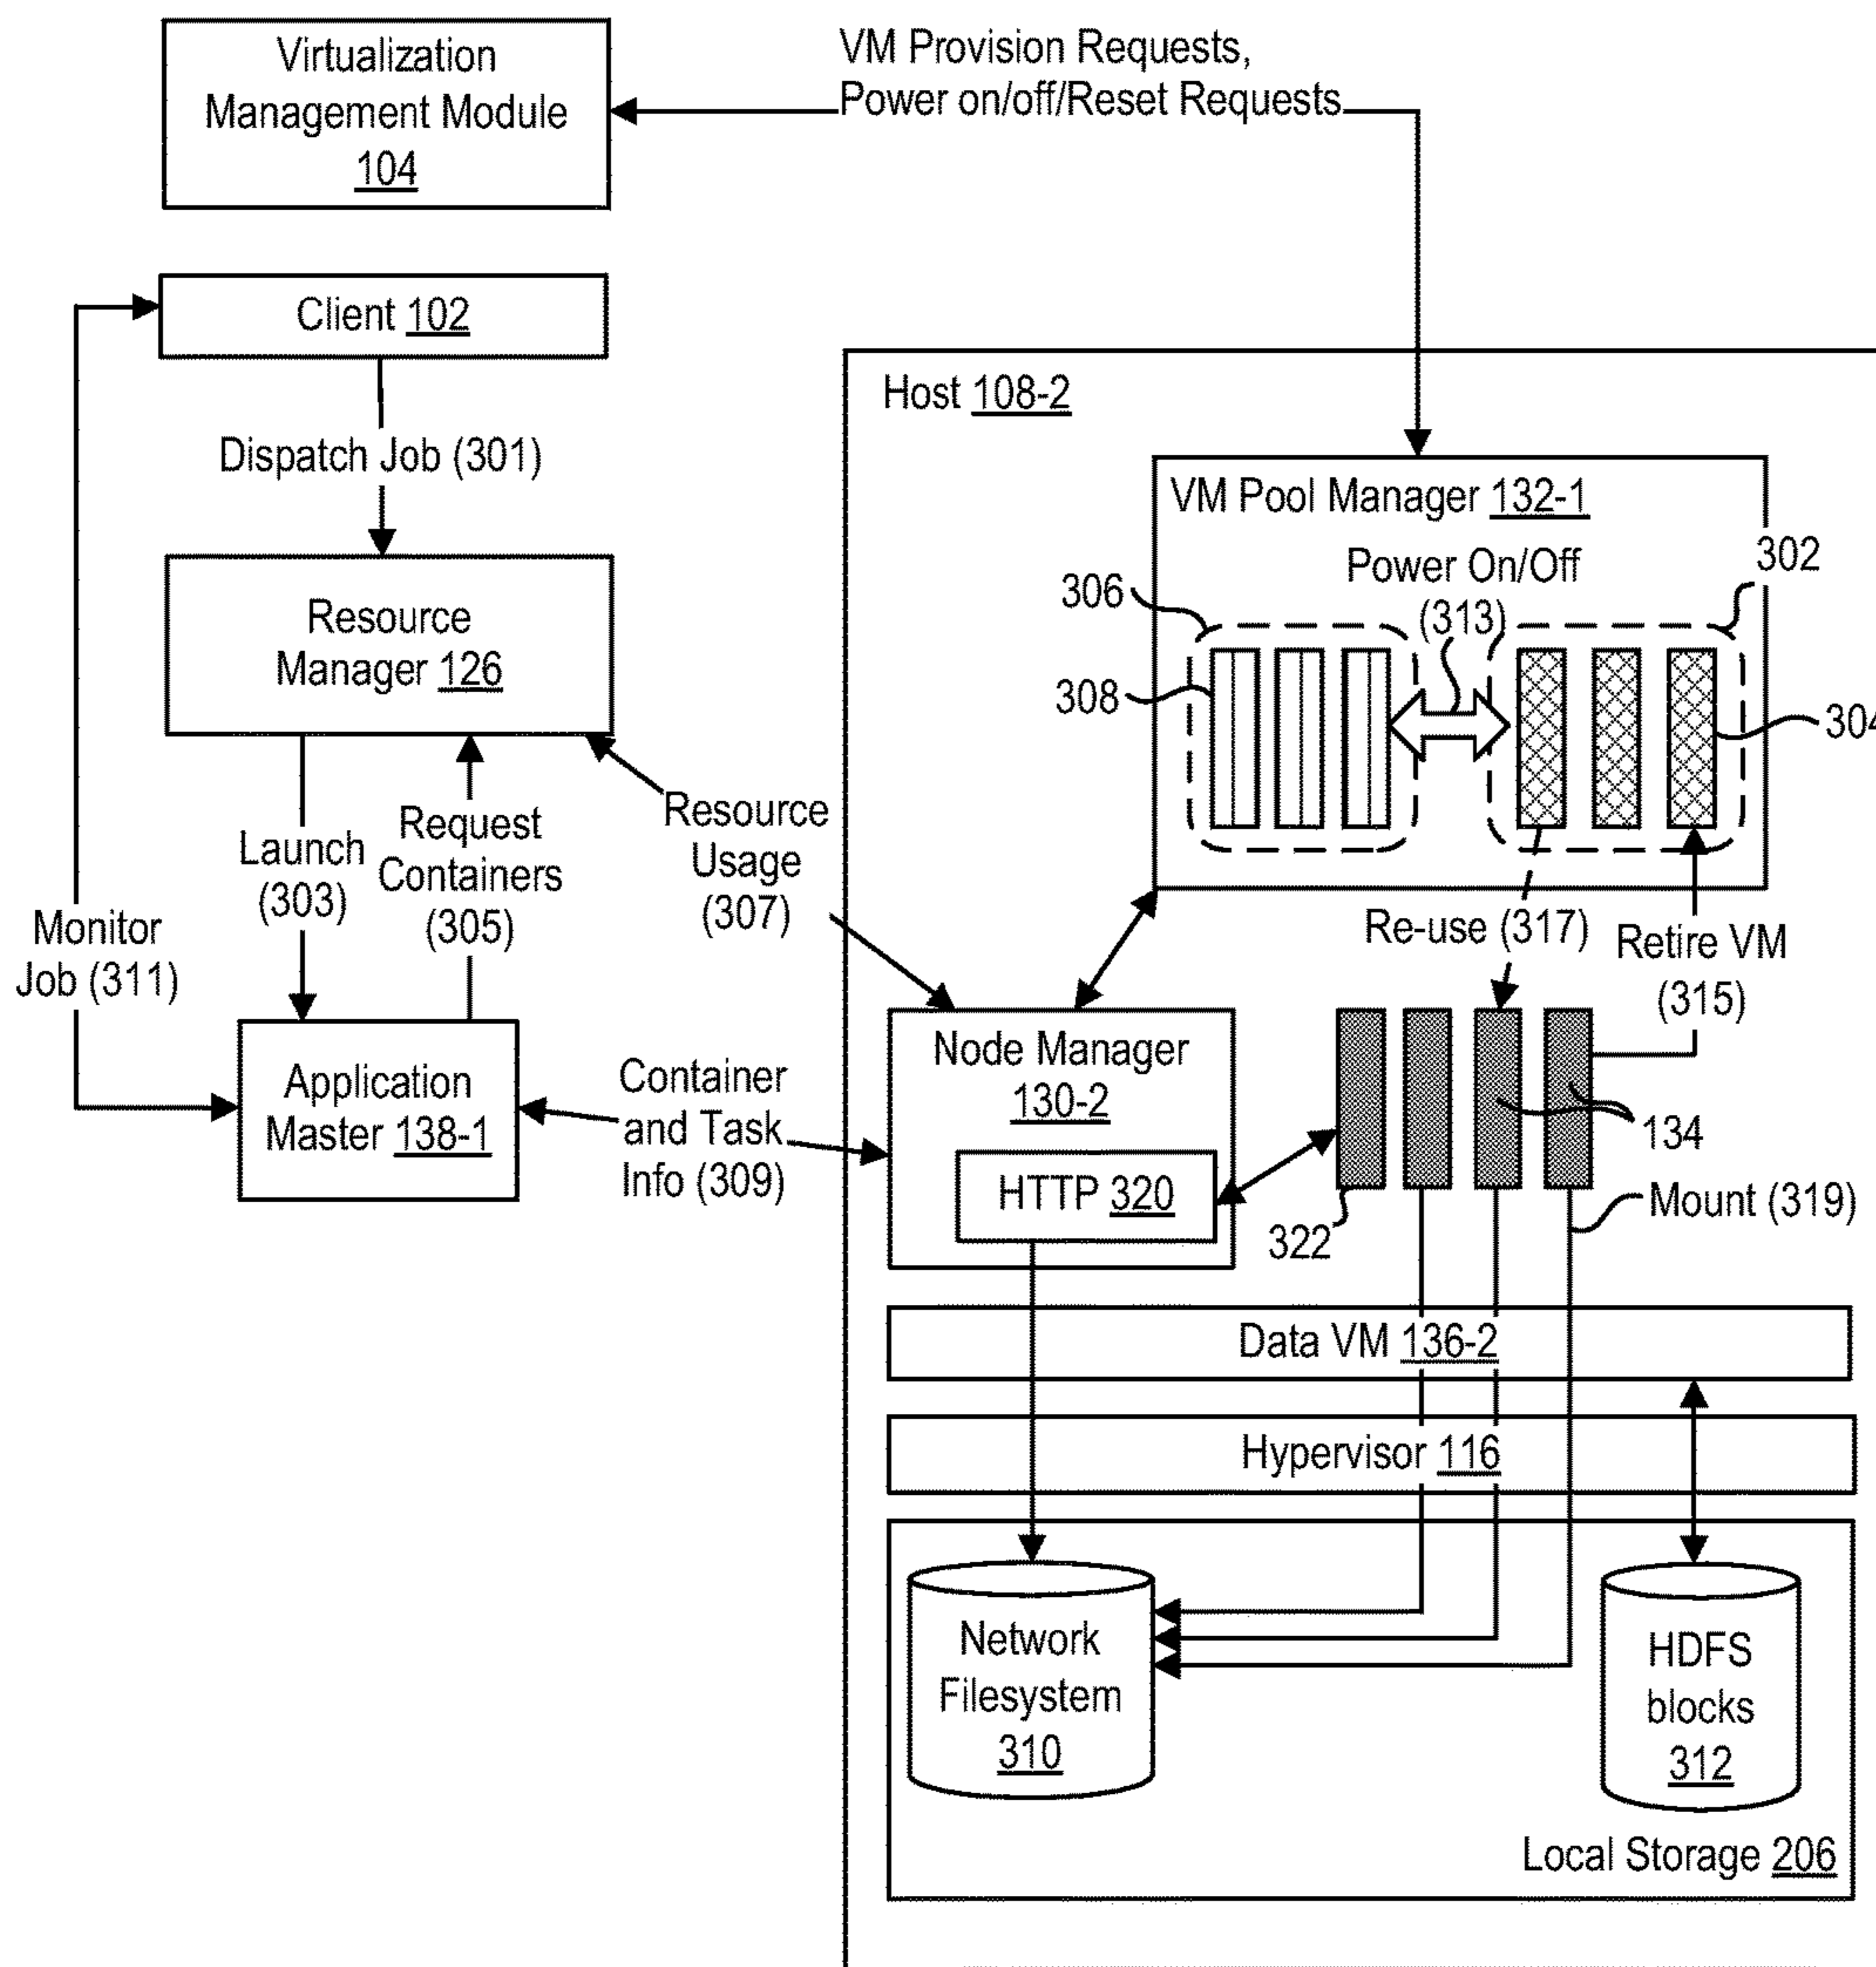 Virtualization
Management Module
104
VM Provision Requests,
Power on/off/Reset Requests
Client 102
Dispatch Job (301)
Resource
Manager 126
Launch
(303)
Request
Containers
(305)
Monitor
Job (311)
Application
Master 138-1
Resource
Usage
(307)
Container
and Task
Info (309)
Host 108-2
VM Pool Manager 132-1
Power On/Off
(313)
302
306
308
304
Re-use (317)
Retire VM
(315)
Node Manager
130-2
HTTP 320
322
134
Mount (319)
Data VM 136-2
Hypervisor 116
Network
Filesystem
310
HDFS
blocks
312
Local Storage 206